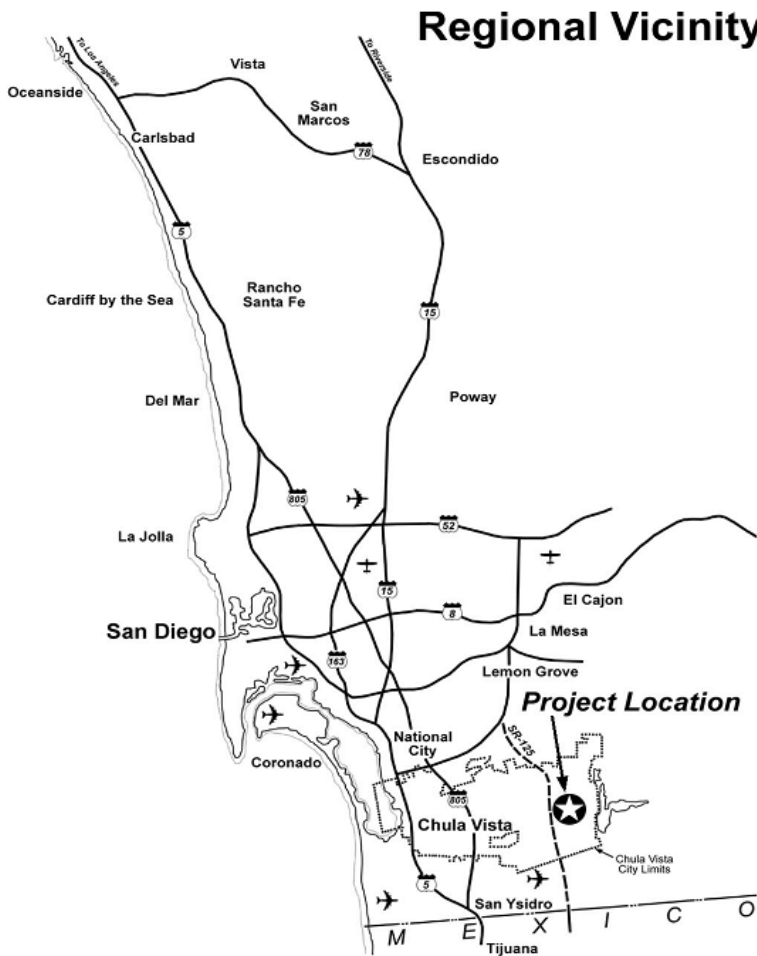 Regional Vicinity
To Los Angeles
To Riverside
Vista
Oceanside
San
Marcos
Carlsbad
78
Escondido
5
Cardiff by the Sea
Rancho
Santa Fe
15
Del Mar
Poway
805
52
La Jolla
15
El Cajon
8
San Diego
La Mesa
163
Lemon Grove
Project Location
SR-125
National
City
Coronado
805
Chula Vista
Chula Vista
City Limits
5
San Ysidro
M E X I C O
Tijuana